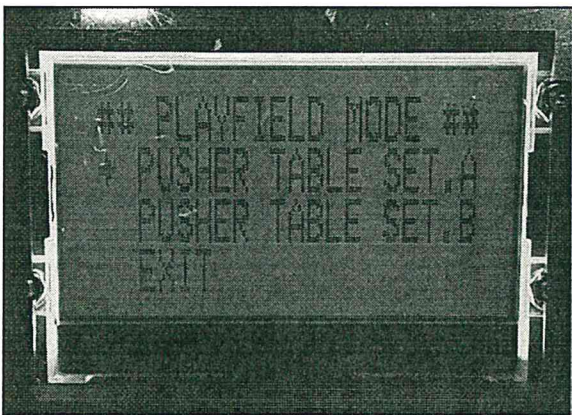 ## PLAYFIELD MODE ##
PUSHER TABLE SET.A
PUSHER TABLE SET.B
EXIT